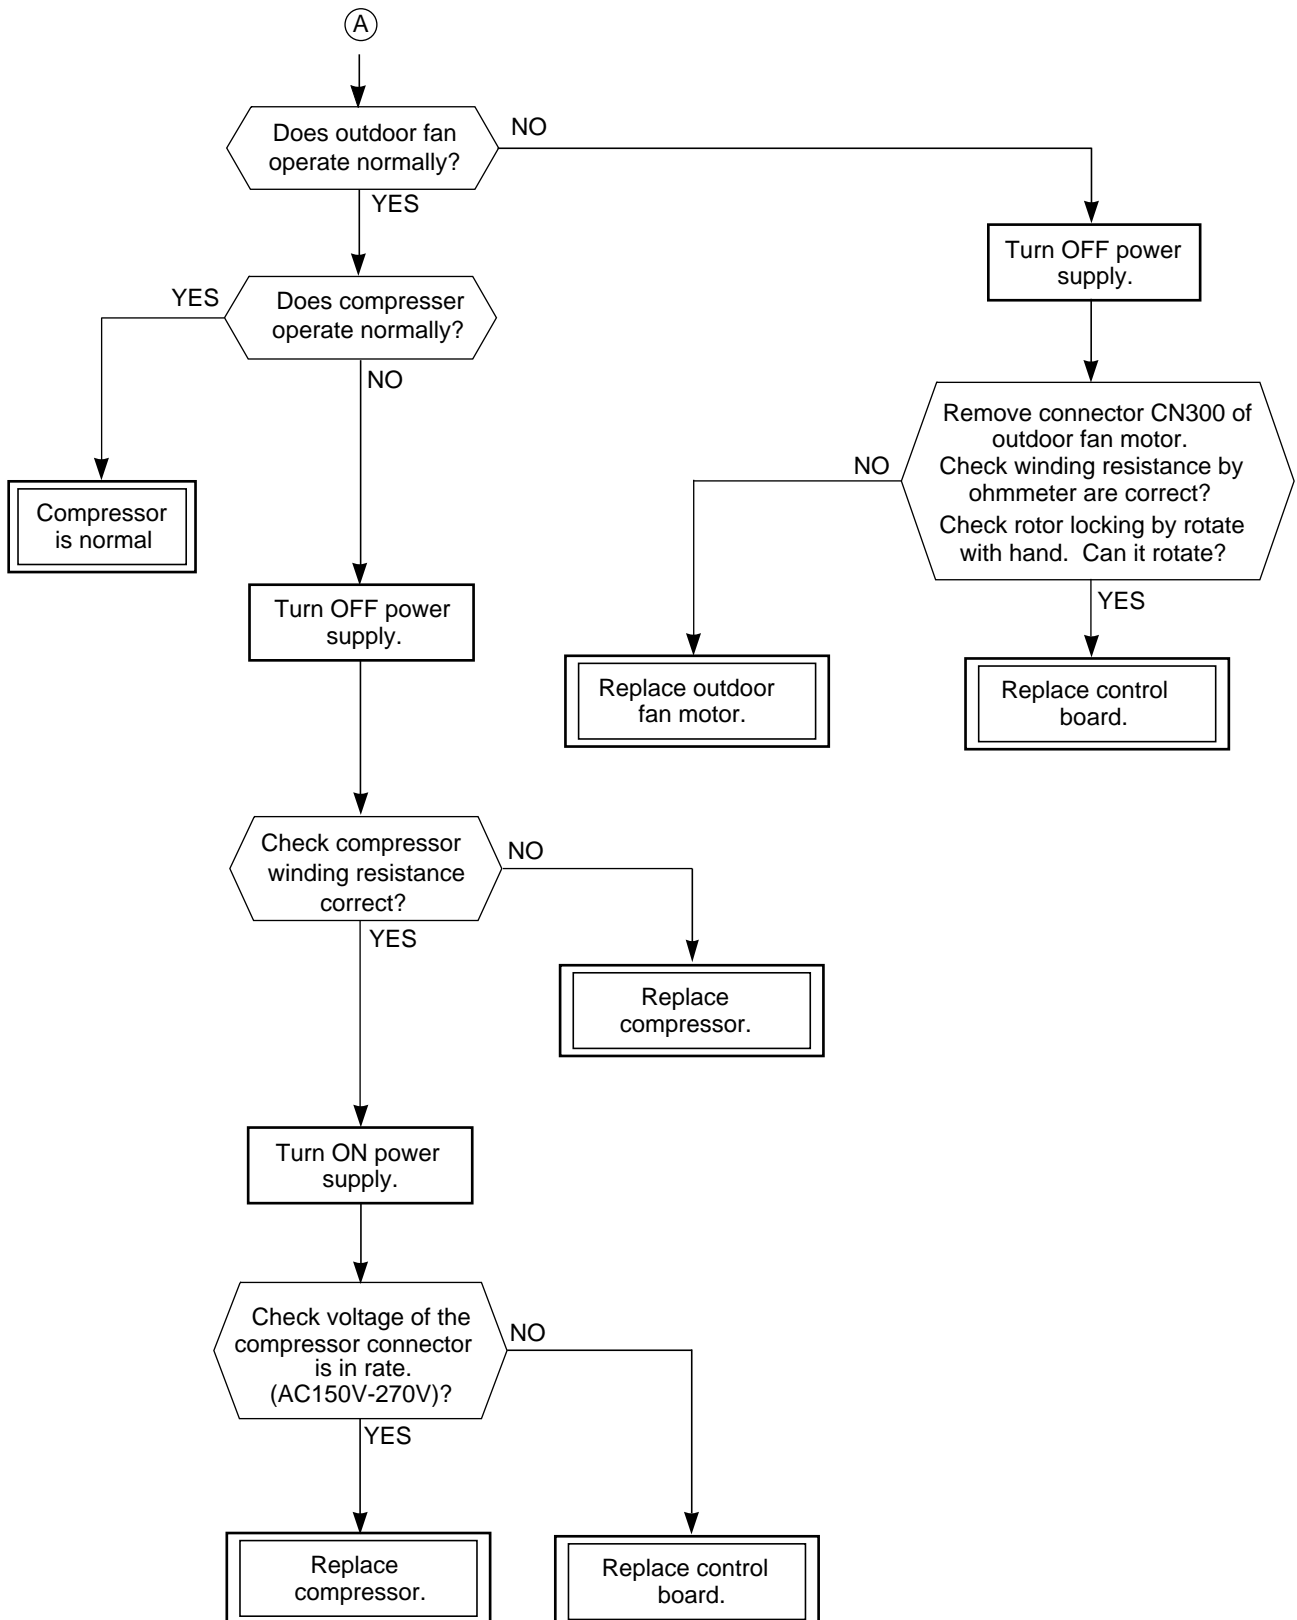 A
Does outdoor fan
operate normally?
NO
YES
Turn OFF power
supply.
YES
Does compresser
operate normally?
NO
Remove connector CN300 of
outdoor fan motor.
Check winding resistance by
ohmmeter are correct?
Check rotor locking by rotate
with hand. Can it rotate?
NO
YES
Compressor
is normal
Turn OFF power
supply.
Replace outdoor
fan motor.
Replace control
board.
Check compressor
winding resistance
correct?
NO
YES
Replace
compressor.
Turn ON power
supply.
Check voltage of the
compressor connector
is in rate.
(AC150V-270V)?
NO
YES
Replace
compressor.
Replace control
board.